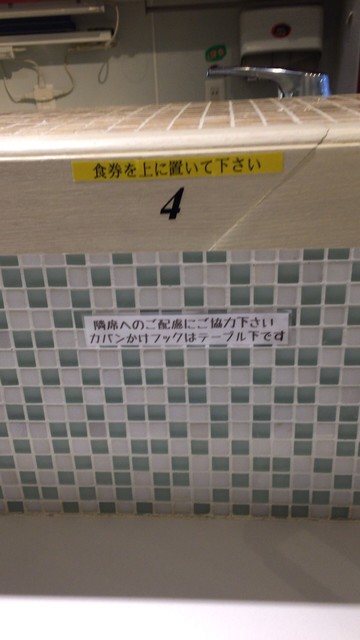 食券を上に置いて下さい
4
隣席へのご配慮にご協力下さい
カバンかけフックはテーブル下です